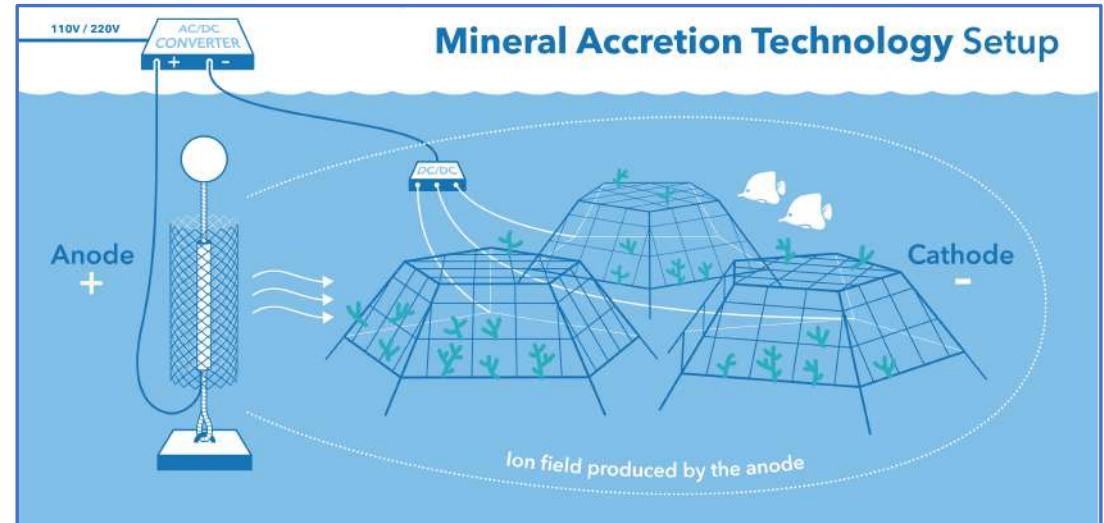 110V / 220V
AC/DC
CONVERTER
+ -
Mineral Accretion Technology Setup
DC/DC
Anode
+
Cathode
-
Ion field produced by the anode